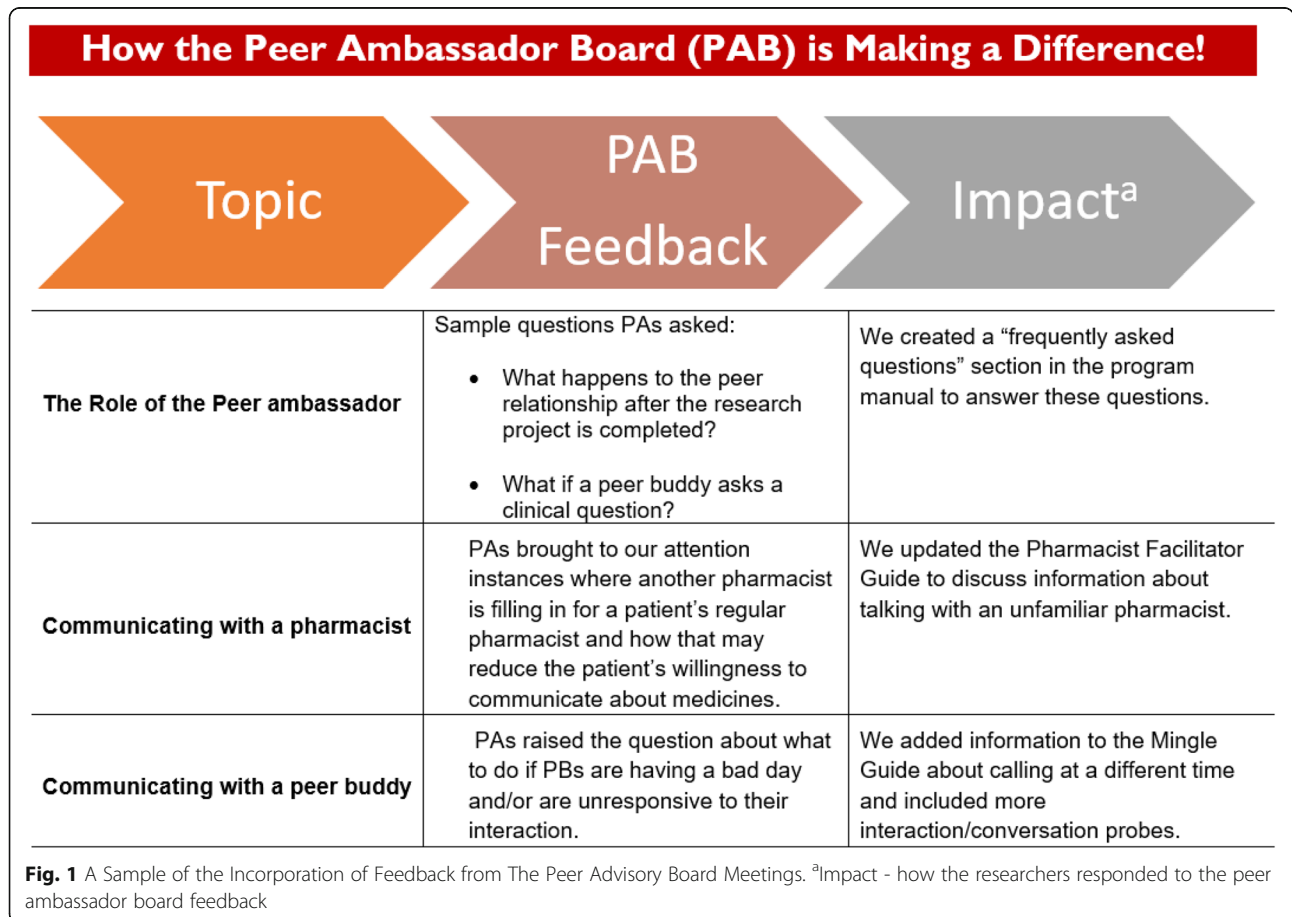 How the Peer Ambassador Board (PAB) is Making a Difference!
Topic
PAB
Feedback
Impactᵃ
The Role of the Peer ambassador
Sample questions PAs asked:
• What happens to the peer
relationship after the research
project is completed?
• What if a peer buddy asks a
clinical question?
We created a “frequently asked
questions” section in the program
manual to answer these questions.
Communicating with a pharmacist
PAs brought to our attention
instances where another pharmacist
is filling in for a patient’s regular
pharmacist and how that may
reduce the patient’s willingness to
communicate about medicines.
We updated the Pharmacist Facilitator
Guide to discuss information about
talking with an unfamiliar pharmacist.
Communicating with a peer buddy
PAs raised the question about what
to do if PBs are having a bad day
and/or are unresponsive to their
interaction.
We added information to the Mingle
Guide about calling at a different time
and included more
interaction/conversation probes.
Fig. 1 A Sample of the Incorporation of Feedback from The Peer Advisory Board Meetings. ᵃImpact - how the researchers responded to the peer
ambassador board feedback